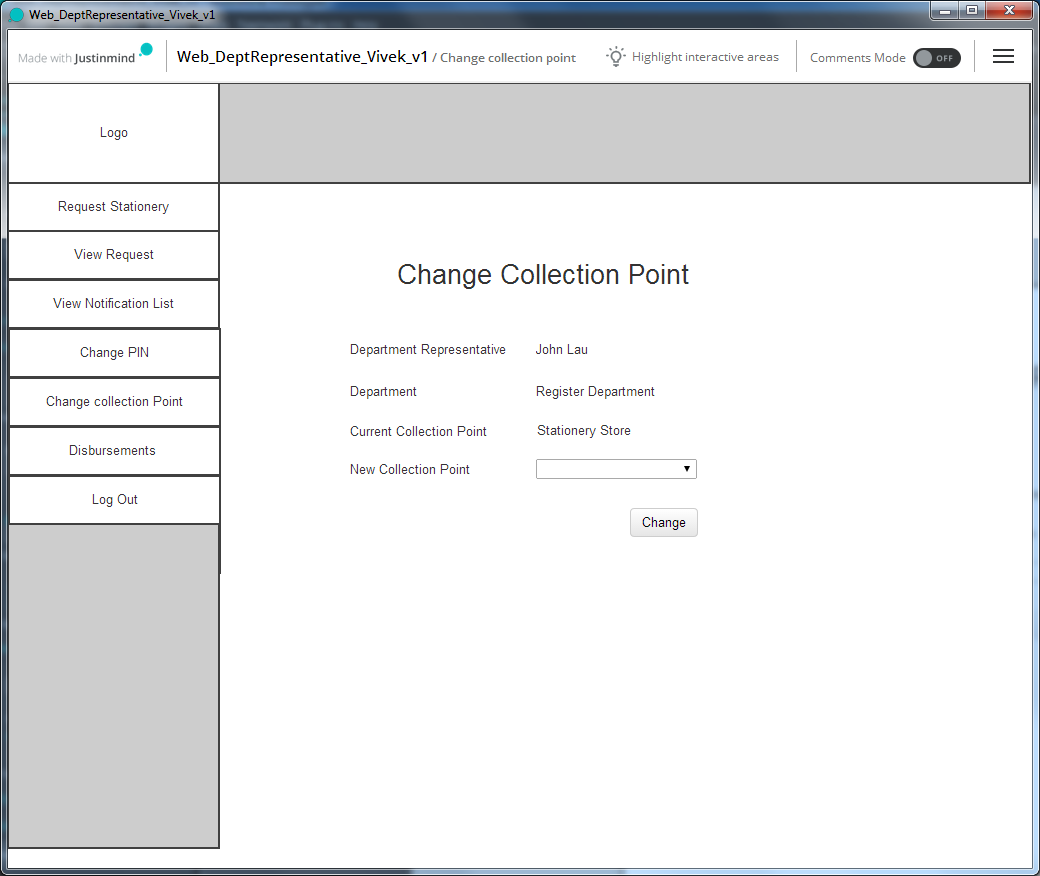 Web_DeptRepresentative_Vivek_v1
Made with Justinmind
Web_DeptRepresentative_Vivek_v1 / Change collection point
Highlight interactive areas
Comments Mode OFF
Logo
Request Stationery
View Request
View Notification List
Change PIN
Change collection Point
Disbursements
Log Out
Change Collection Point
Department Representative John Lau
Department Register Department
Current Collection Point Stationery Store
New Collection Point
Change